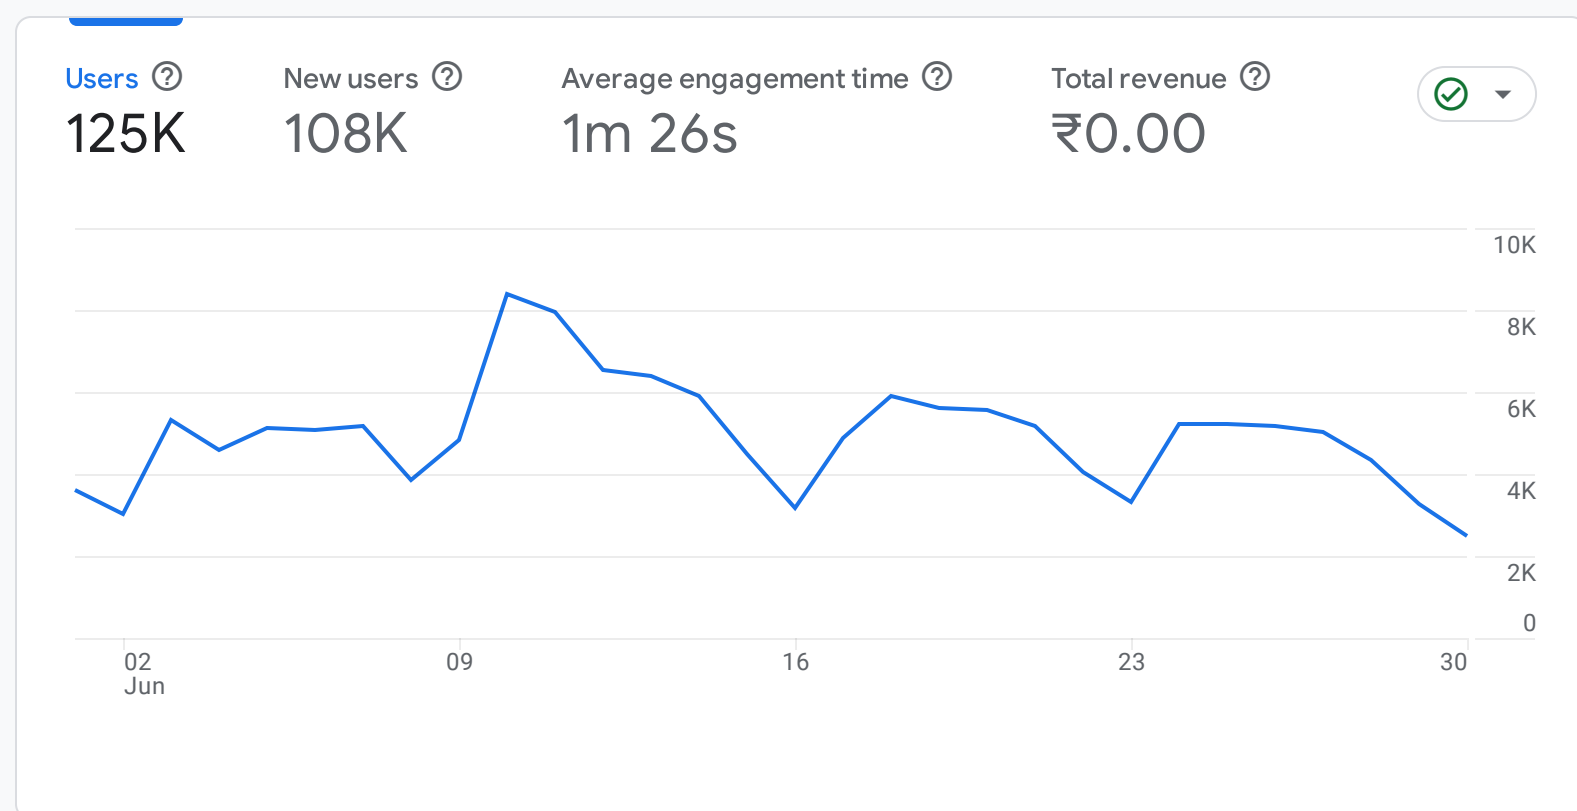 Users
125K
New users
108K
Average engagement time
1m 26s
Total revenue
₹0.00
10K
8K
6K
4K
2K
0
02
Jun
09
16
23
30